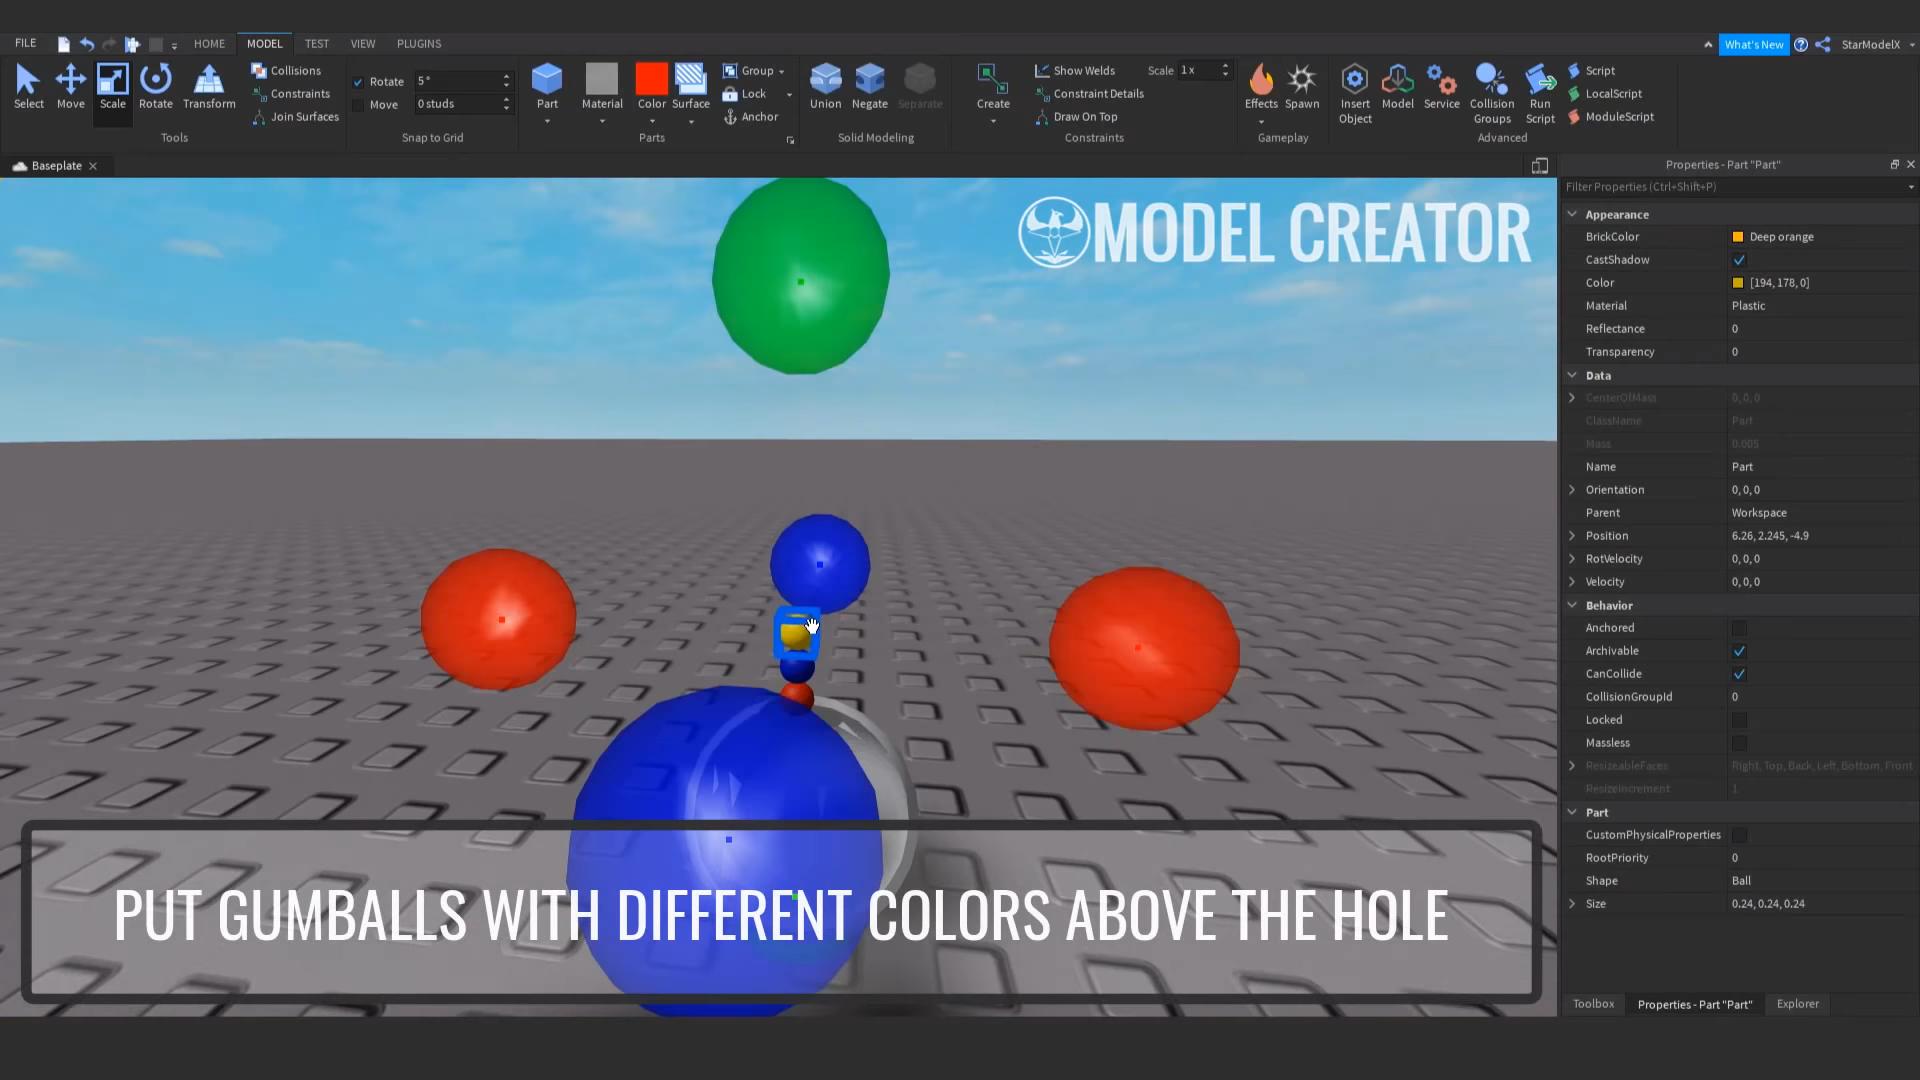 FILE
HOME
MODEL
TEST
VIEW
PLUGINS
What's New
StarModelX
Select
Move
Scale
Rotate
Transform
Collisions
Constraints
Join Surfaces
Tools
Rotate 5 °
Move 0 studs
Snap to Grid
Part
Material
Color
Surface
Group
Lock
Anchor
Parts
Union
Negate
Separate
Solid Modeling
Create
Show Welds
Scale 1 x
Constraint Details
Draw On Top
Constraints
Effects
Spawn
Gameplay
Insert
Object
Model
Service
Collision
Groups
Run
Script
Script
LocalScript
ModuleScript
Advanced
Baseplate
MODEL CREATOR
PUT GUMBALLS WITH DIFFERENT COLORS ABOVE THE HOLE
Properties - Part "Part"
Filter Properties (Ctrl+Shift+P)
Appearance
BrickColor Deep orange
CastShadow
Color [194, 178, 0]
Material Plastic
Reflectance 0
Transparency 0
Data
CenterOfMass 0, 0, 0
ClassName Part
Mass 0.005
Name Part
Orientation 0, 0, 0
Parent Workspace
Position 6.26, 2.245, -4.9
RotVelocity 0, 0, 0
Velocity 0, 0, 0
Behavior
Anchored
Archivable
CanCollide
CollisionGroupId 0
Locked
Massless
ResizeableFaces Right, Top, Back, Left, Bottom, Front
ResizeIncrement 1
Part
CustomPhysicalProperties
RootPriority 0
Shape Ball
Size 0.24, 0.24, 0.24
Toolbox
Properties - Part "Part"
Explorer